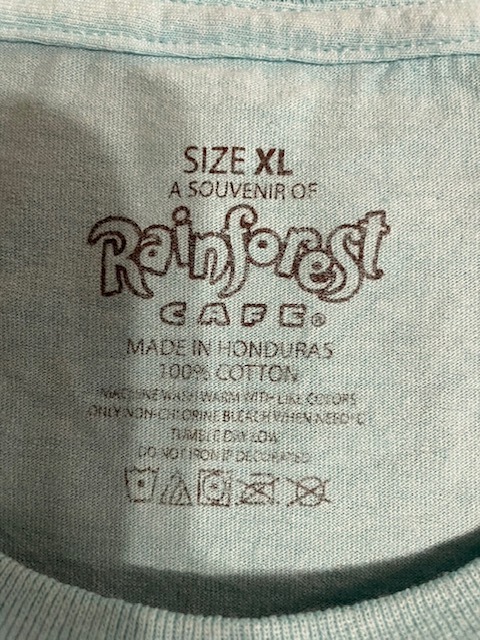 SIZE XL
A SOUVENIR OF
Rainforest
CAFE®
MADE IN HONDURAS
100% COTTON
MACHINE WASH WARM WITH LIKE COLORS
ONLY NON-CHLORINE BLEACH WHEN NEEDED
TUMBLE DRY LOW
DO NOT IRON IF DECORATED